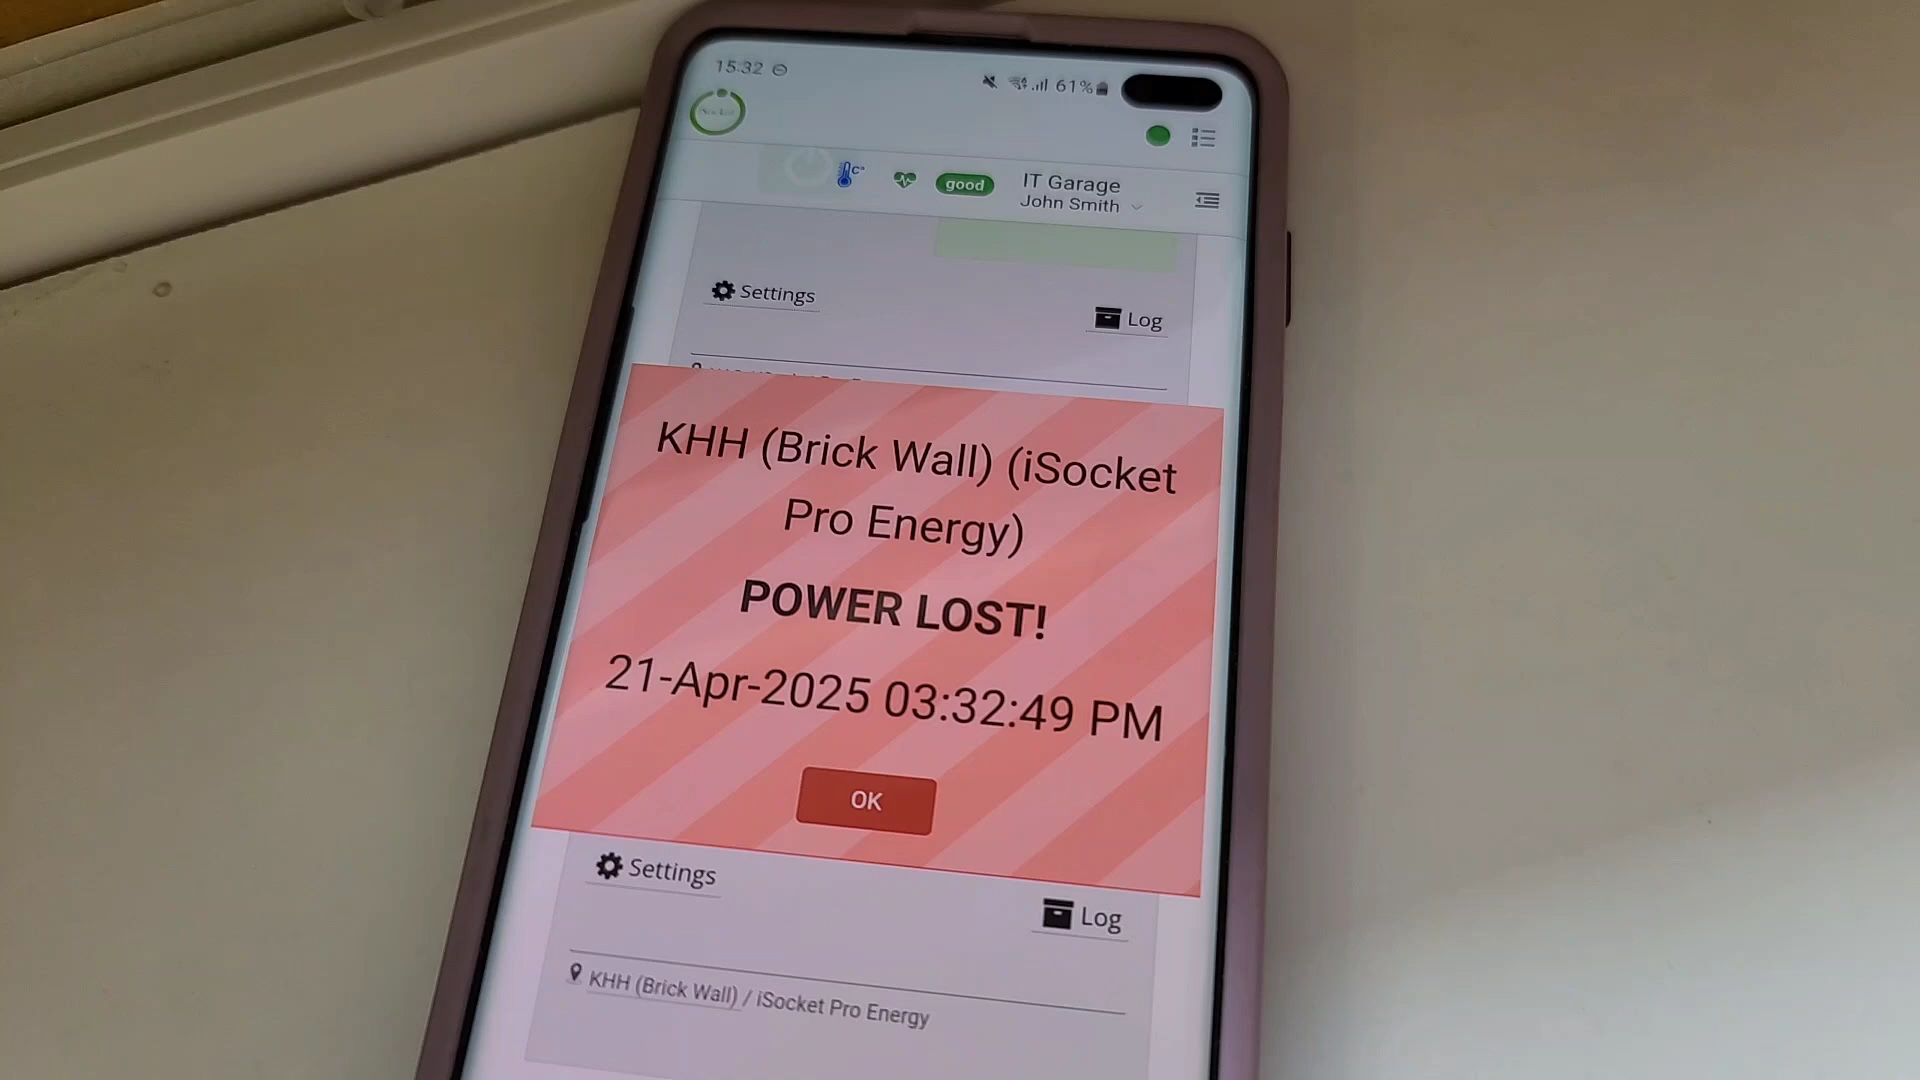 15:32
61%
iSocket
C°
good
IT Garage
John Smith
Settings
Log
KHH (Brick Wall) (iSocket
Pro Energy)
POWER LOST!
21-Apr-2025 03:32:49 PM
OK
Settings
Log
KHH (Brick Wall) / iSocket Pro Energy